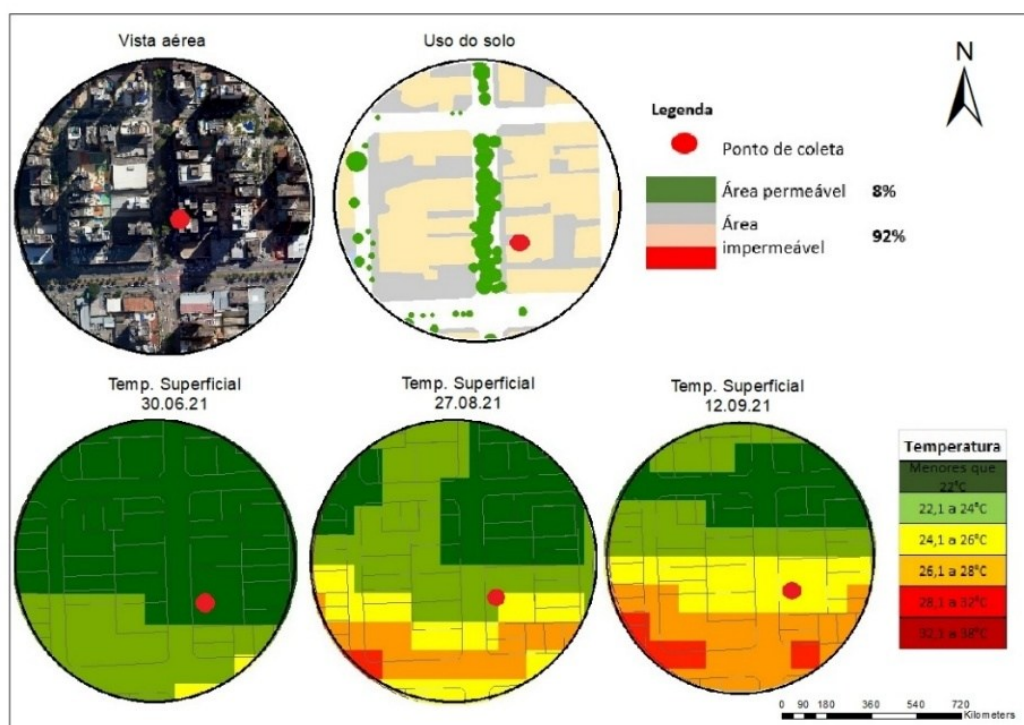 Vista aérea
Uso do solo
N
Legenda
Ponto de coleta
Área permeável 8%
Área
impermeável 92%
Temp. Superficial
30.06.21
Temp. Superficial
27.08.21
Temp. Superficial
12.09.21
Temperatura
Menores que
22°C
22,1 a 24°C
24,1 a 26°C
26,1 a 28°C
28,1 a 32°C
32,1 a 38°C
0 90 180 360 540 720
Kilometers